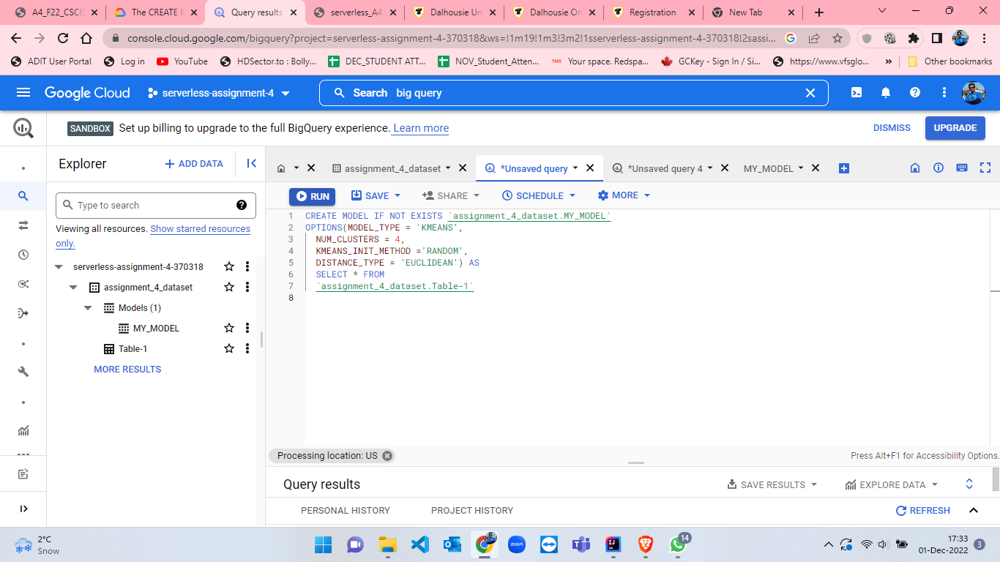 A4_F22_CSCI5
The CREATE M
Query results
serverless_A4
Dalhousie Un
Dalhousie On
Registration
New Tab
console.cloud.google.com/bigquery?project=serverless-assignment-4-370318&ws=!1m19!1m3!3m2!1sserverless-assignment-4-370318!2sassi...
ADIT User Portal
Log in
YouTube
HDSector.to : Bolly...
DEC_STUDENT ATT...
NOV_Student_Atten...
TMS
Your space. Redspa...
GCKey - Sign In / Si...
https://www.vfsglo...
»
Other bookmarks
Google Cloud
serverless-assignment-4
Search big query
SANDBOX Set up billing to upgrade to the full BigQuery experience. Learn more
DISMISS
UPGRADE
Explorer
+ ADD DATA
assignment_4_dataset
*Unsaved query
*Unsaved query 4
MY_MODEL
Type to search
Viewing all resources. Show starred resources
only.
serverless-assignment-4-370318
assignment_4_dataset
Models (1)
MY_MODEL
Table-1
MORE RESULTS
RUN
SAVE
SHARE
SCHEDULE
MORE
1 CREATE MODEL IF NOT EXISTS `assignment_4_dataset.MY_MODEL`
2 OPTIONS(MODEL_TYPE = 'KMEANS',
3 NUM_CLUSTERS = 4,
4 KMEANS_INIT_METHOD ='RANDOM',
5 DISTANCE_TYPE = 'EUCLIDEAN') AS
6 SELECT * FROM
7 `assignment_4_dataset.Table-1`
8
Processing location: US
Press Alt+F1 for Accessibility Options.
Query results
SAVE RESULTS
EXPLORE DATA
PERSONAL HISTORY
PROJECT HISTORY
REFRESH
2°C
Snow
zoom
14
17:33
01-Dec-2022
3